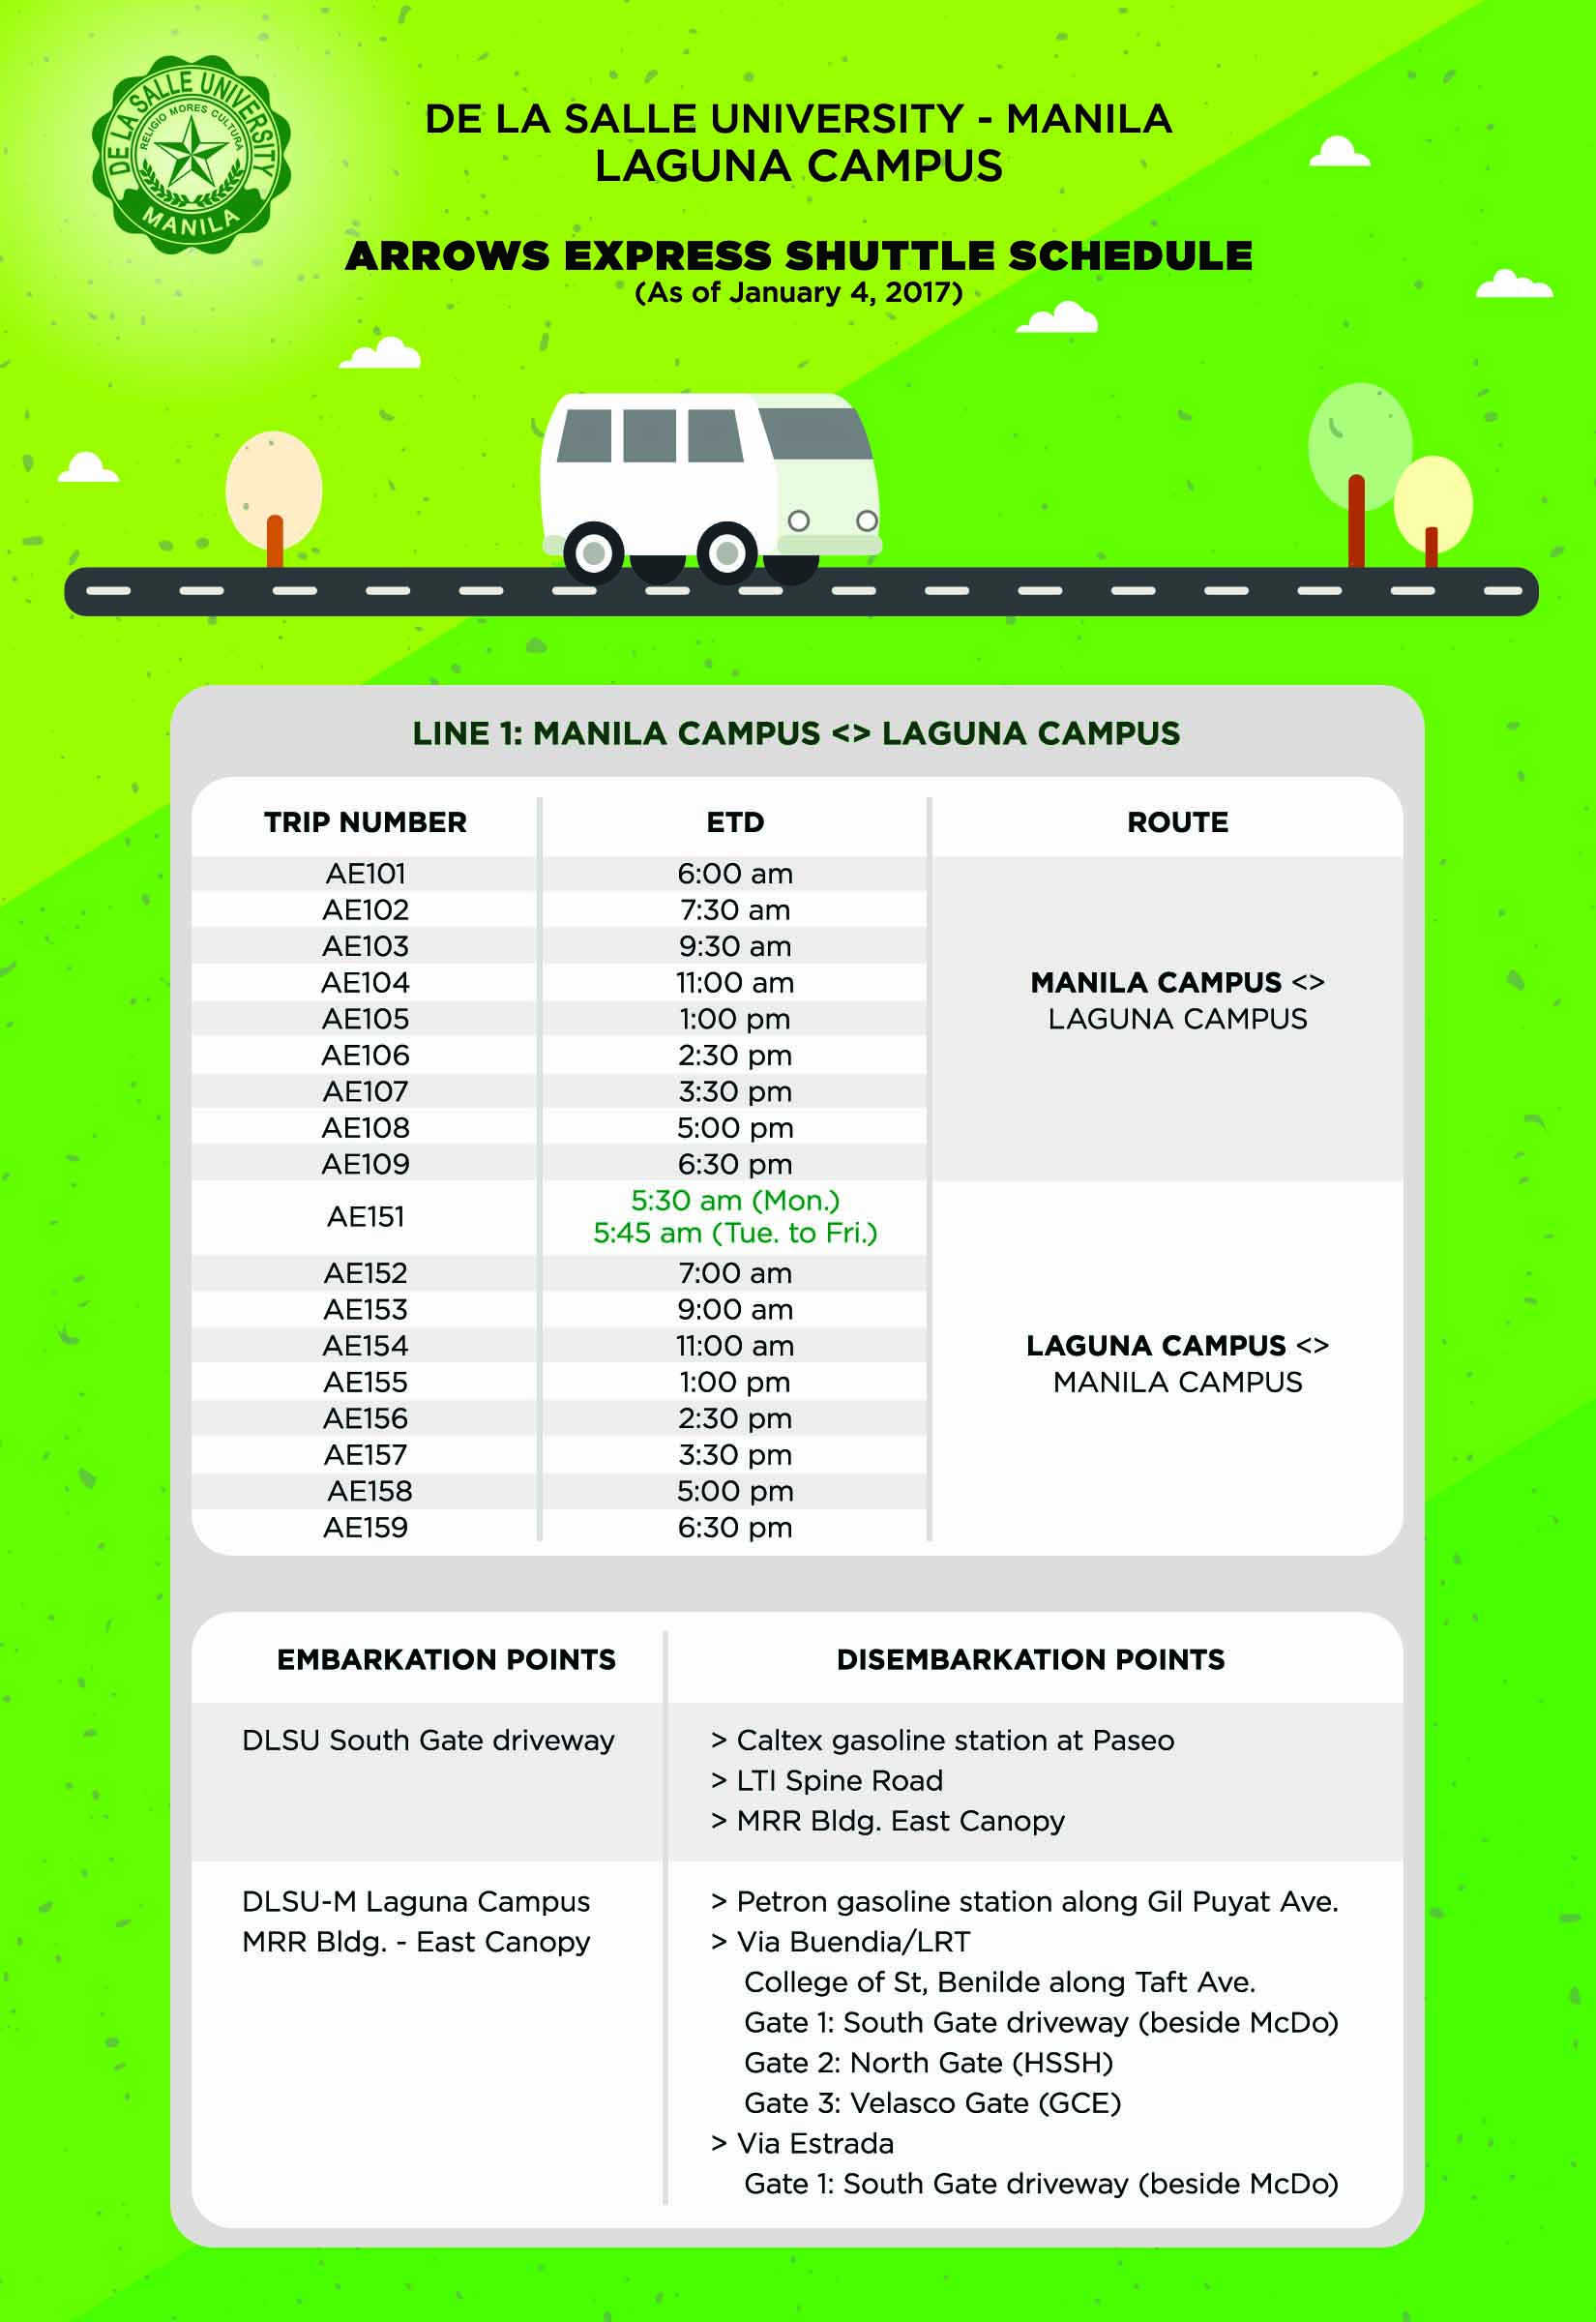 DE LA SALLE UNIVERSITY
RELIGIO MORES CULTURA
MANILA
DE LA SALLE UNIVERSITY - MANILA
LAGUNA CAMPUS
ARROWS EXPRESS SHUTTLE SCHEDULE
(As of January 4, 2017)
LINE 1: MANILA CAMPUS <> LAGUNA CAMPUS
TRIP NUMBER ETD ROUTE
AE101 6:00 am
AE102 7:30 am
AE103 9:30 am
AE104 11:00 am MANILA CAMPUS <>
AE105 1:00 pm LAGUNA CAMPUS
AE106 2:30 pm
AE107 3:30 pm
AE108 5:00 pm
AE109 6:30 pm
5:30 am (Mon.)
AE151
5:45 am (Tue. to Fri.)
AE152 7:00 am
AE153 9:00 am
AE154 11:00 am LAGUNA CAMPUS <>
AE155 1:00 pm MANILA CAMPUS
AE156 2:30 pm
AE157 3:30 pm
AE158 5:00 pm
AE159 6:30 pm
EMBARKATION POINTS DISEMBARKATION POINTS
DLSU South Gate driveway > Caltex gasoline station at Paseo
> LTI Spine Road
> MRR Bldg. East Canopy
DLSU-M Laguna Campus > Petron gasoline station along Gil Puyat Ave.
MRR Bldg. - East Canopy > Via Buendia/LRT
College of St, Benilde along Taft Ave.
Gate 1: South Gate driveway (beside McDo)
Gate 2: North Gate (HSSH)
Gate 3: Velasco Gate (GCE)
> Via Estrada
Gate 1: South Gate driveway (beside McDo)